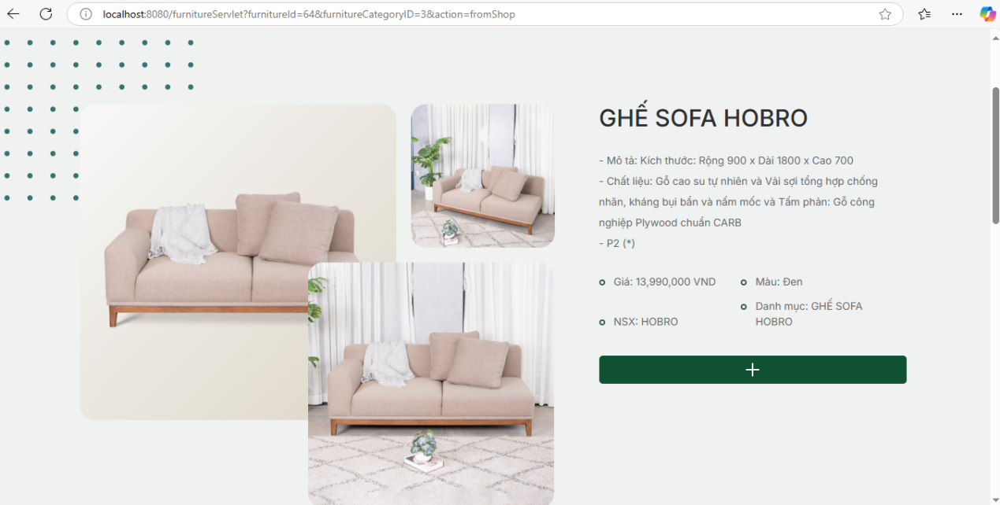 localhost:8080/furnitureServlet?furnitureId=64&furnitureCategoryID=3&action=fromShop
GHẾ SOFA HOBRO
- Mô tả: Kích thước: Rộng 900 x Dài 1800 x Cao 700
- Chất liệu: Gỗ cao su tự nhiên và Vải sợi tổng hợp chống
nhăn, kháng bụi bẩn và nấm mốc và Tấm phản: Gỗ công
nghiệp Plywood chuẩn CARB
- P2 (*)
Giá: 13,990,000 VND
Màu: Đen
NSX: HOBRO
Danh mục: GHẾ SOFA
HOBRO